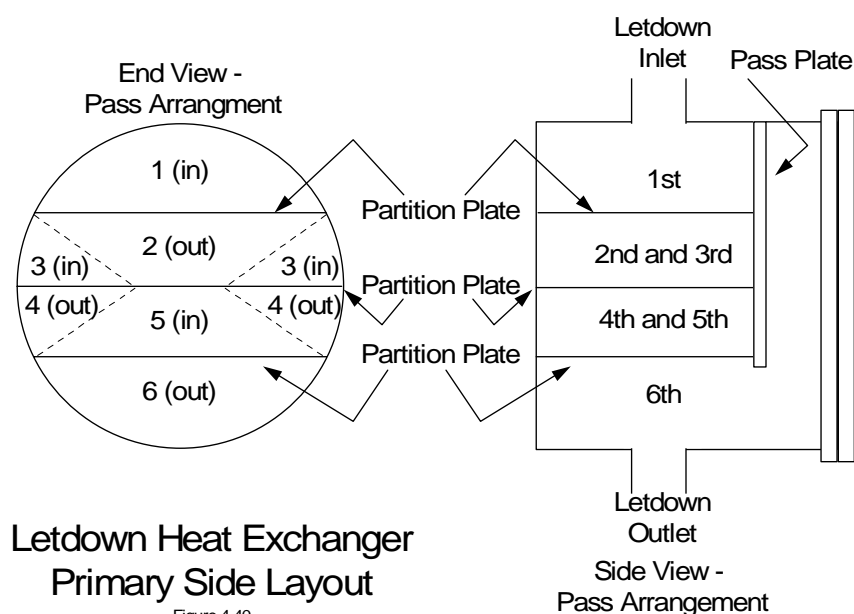 End View -
Pass Arrangment
1 (in)
2 (out)
3 (in)
3 (in)
4 (out)
4 (out)
5 (in)
6 (out)
Partition Plate
Partition Plate
Partition Plate
Letdown
Inlet
Pass Plate
1st
2nd and 3rd
4th and 5th
6th
Letdown
Outlet
Side View -
Pass Arrangement
Letdown Heat Exchanger
Primary Side Layout